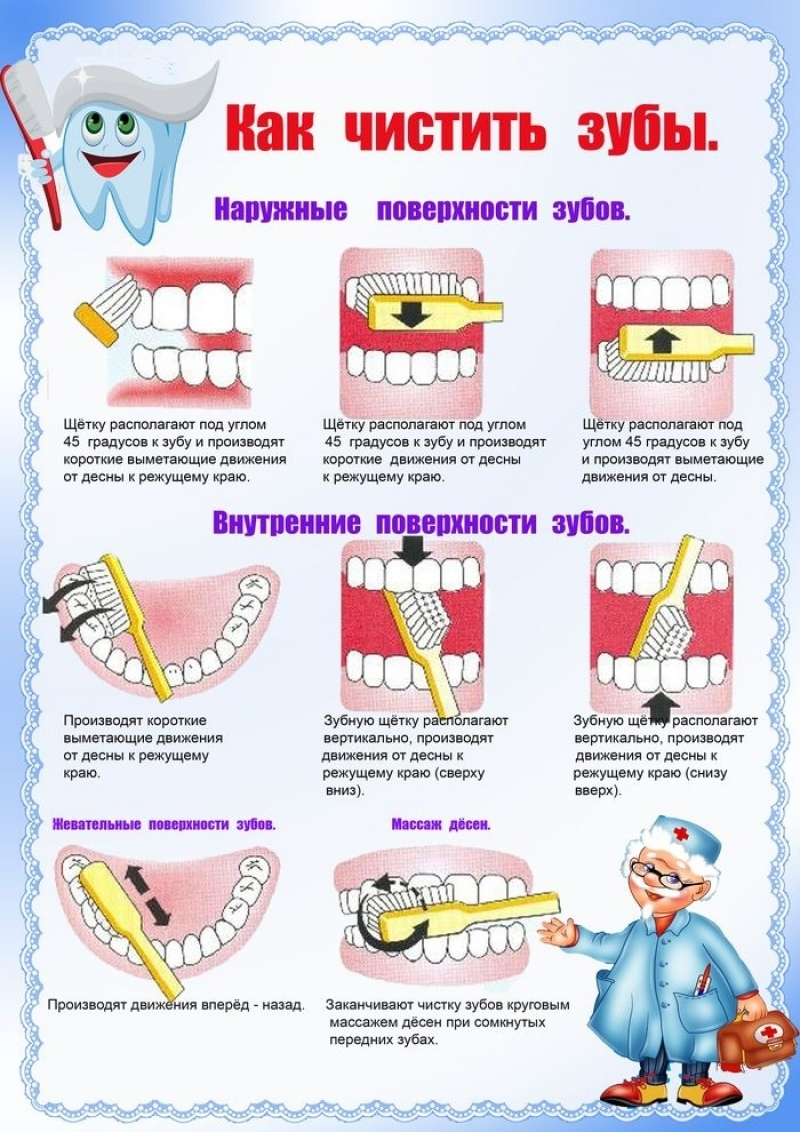 Как чистить зубы.
Наружные поверхности зубов.
Щётку располагают под углом
45 градусов к зубу и производят
короткие выметающие движения
от десны к режущему краю.
Щётку располагают под углом
45 градусов к зубу и производят
короткие движения от десны
к режущему краю.
Щётку располагают под
углом 45 градусов к зубу
и производят выметающие
движения от десны.
Внутренние поверхности зубов.
Производят короткие
выметающие движения
от десны к режущему
краю.
Зубную щётку располагают
вертикально, производят
движения от десны к
режущему краю (сверху
вниз).
Зубную щётку располагают
вертикально, производят
движения от десны к
режущему краю (снизу
вверх).
Жевательные поверхности зубов.
Производят движения вперёд - назад.
Массаж дёсен.
Заканчивают чистку зубов круговым
массажем дёсен при сомкнутых
передних зубах.